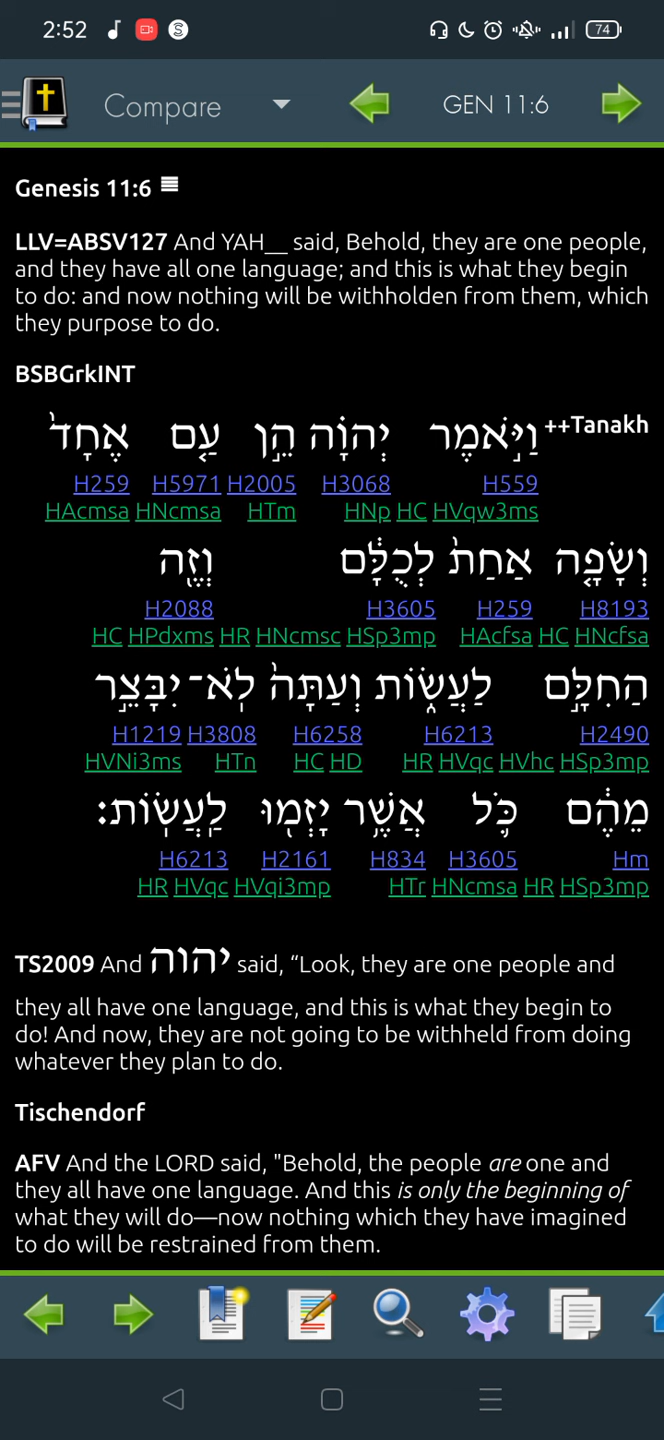 2:52
74
Compare
GEN 11:6
Genesis 11:6
LLV=ABSV127 And YAH__ said, Behold, they are one people,
and they have all one language; and this is what they begin
to do: and now nothing will be withholden from them, which
they purpose to do.
BSBGrkINT
++Tanakh וַיֹּ֣אמֶר יְהוָ֗ה הֵ֣ן עַ֤ם אֶחָד֙
H259 H5971 H2005 H3068 H559
HAcmsa HNcmsa HTm HNp HC HVqw3ms
וְשָׂפָ֤ה אַחַת֙ לְכֻלָּ֔ם וְזֶ֖ה
H2088 H3605 H259 H8193
HC HPdxms HR HNcmsc HSp3mp HAcfsa HC HNcfsa
הַחִלָּ֣ם לַעֲשׂ֑וֹת וְעַתָּה֙ לֹֽא־ יִבָּצֵ֣ר
H1219 H3808 H6258 H6213 H2490
HVNi3ms HTn HC HD HR HVqc HVhc HSp3mp
מֵהֶ֔ם כֹּ֛ל אֲשֶׁ֥ר יָזְמ֖וּ לַֽעֲשֽׂוֹת׃
H6213 H2161 H834 H3605 Hm
HR HVqc HVqi3mp HTr HNcmsa HR HSp3mp
TS2009 And יהוה said, “Look, they are one people and
they all have one language, and this is what they begin to
do! And now, they are not going to be withheld from doing
whatever they plan to do.
Tischendorf
AFV And the LORD said, "Behold, the people are one and
they all have one language. And this is only the beginning of
what they will do—now nothing which they have imagined
to do will be restrained from them.